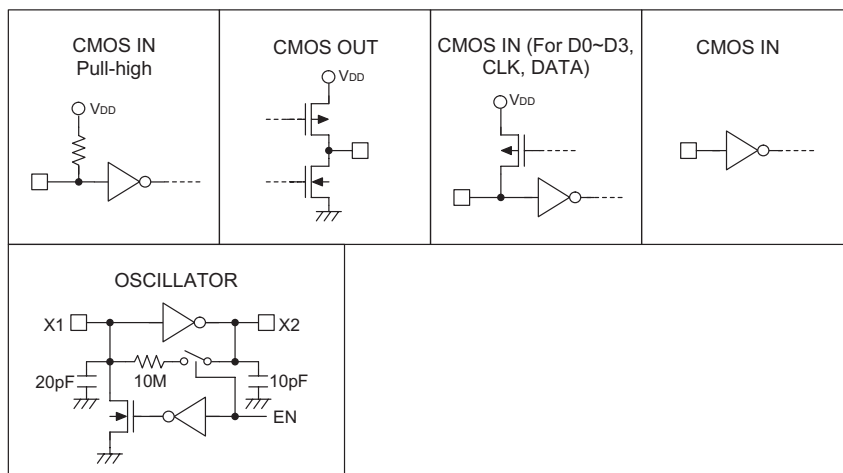 CMOS IN
Pull-high
VDD
CMOS OUT
VDD
CMOS IN (For D0~D3,
CLK, DATA)
VDD
CMOS IN
OSCILLATOR
X1
X2
20pF
10M
10pF
EN